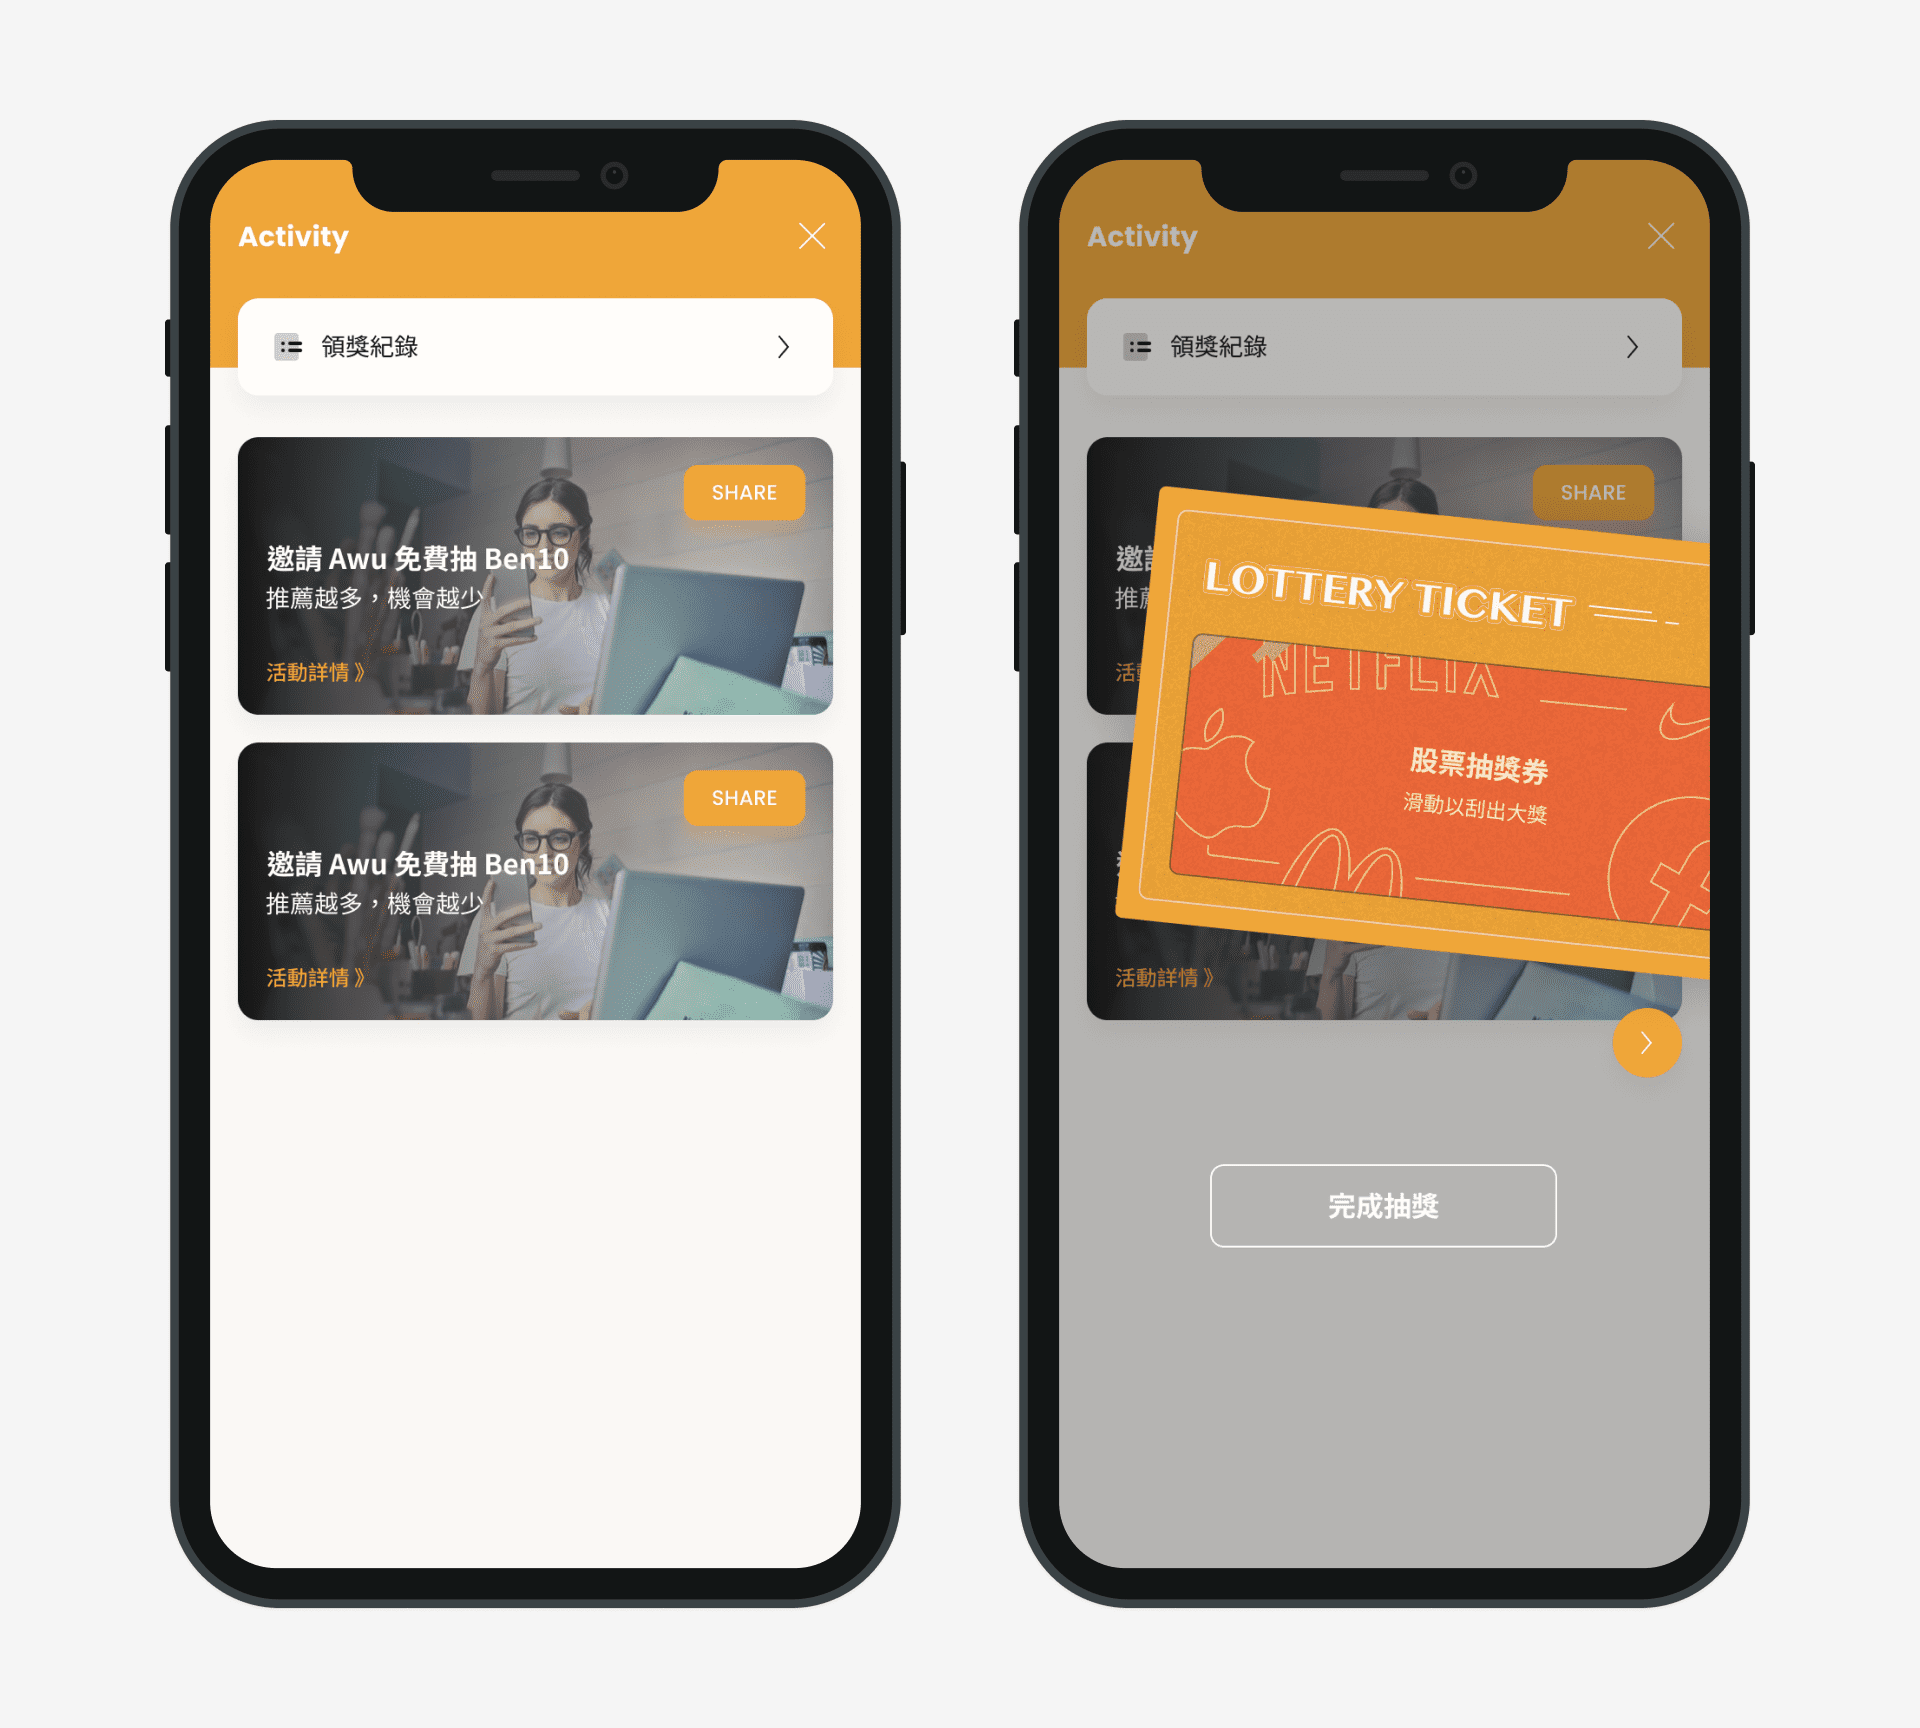 Activity
領獎紀錄
SHARE
邀請 Awu 免費抽 Ben10
推薦越多，機會越少
活動詳情 》
SHARE
邀請 Awu 免費抽 Ben10
推薦越多，機會越少
活動詳情 》
Activity
領獎紀錄
SHARE
邀
推
活
LOTTERY TICKET
NETFLIX
股票抽獎券
滑動以刮出大獎
活動詳情 》
完成抽獎